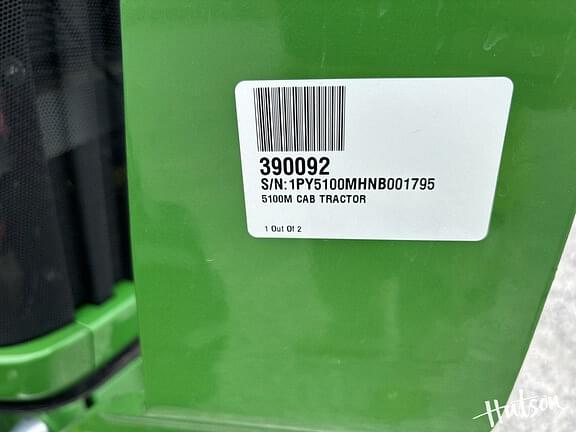 390092
S/N:1PY5100MHNB001795
5100M CAB TRACTOR
1 Out Of 2
Hutson